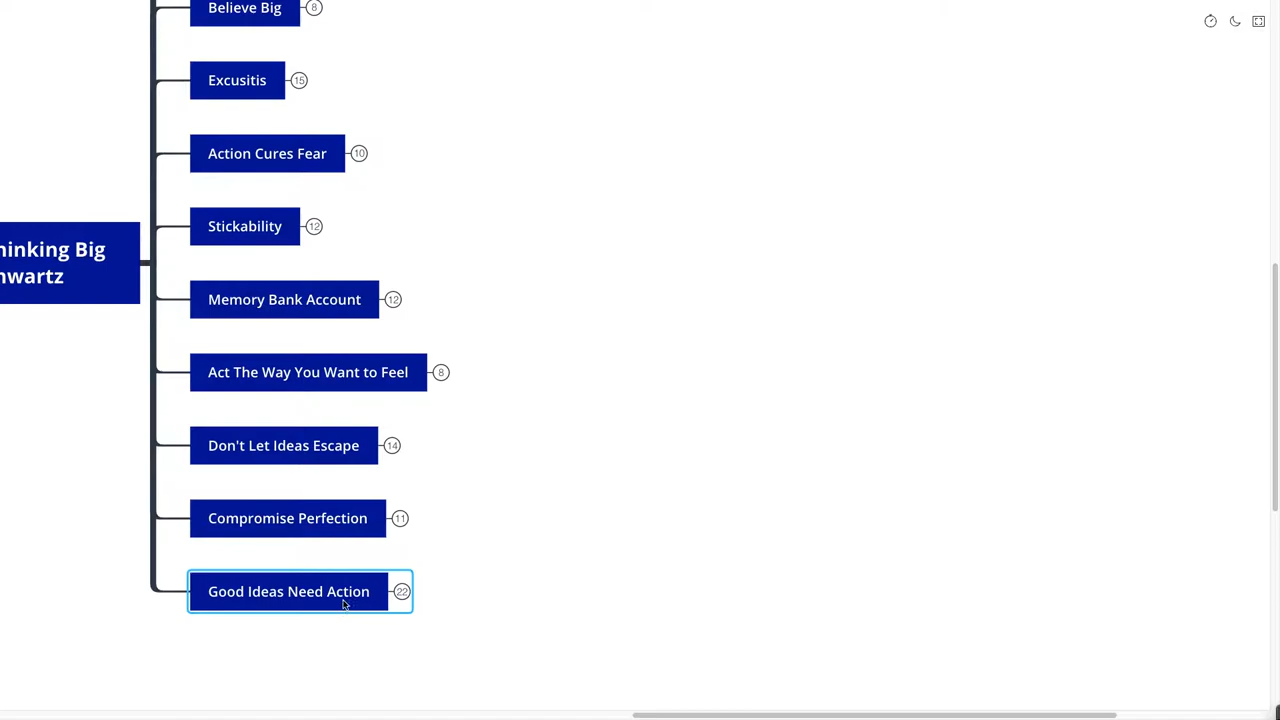 Believe Big 8
Excusitis 15
Action Cures Fear 10
hinking Big
hwartz
Stickability 12
Memory Bank Account 12
Act The Way You Want to Feel 8
Don't Let Ideas Escape 14
Compromise Perfection 11
Good Ideas Need Action 22